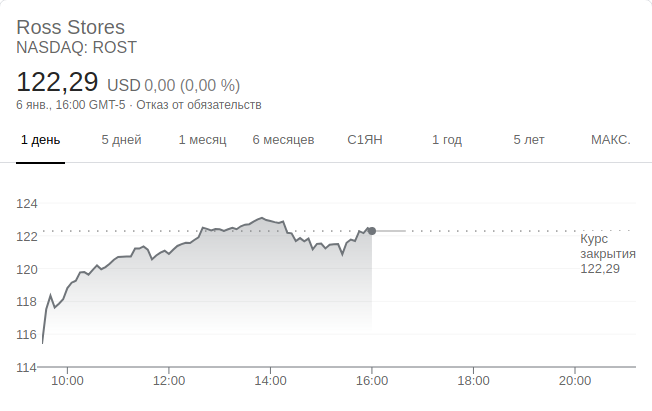 Ross Stores
NASDAQ: ROST
122,29 USD 0,00 (0,00 %)
6 янв., 16:00 GMT-5 · Отказ от обязательств
1 день 5 дней 1 месяц 6 месяцев С1ЯН 1 год 5 лет МАКС.
124
122
120
118
116
114
Курс
закрытия
122,29
10:00 12:00 14:00 16:00 18:00 20:00